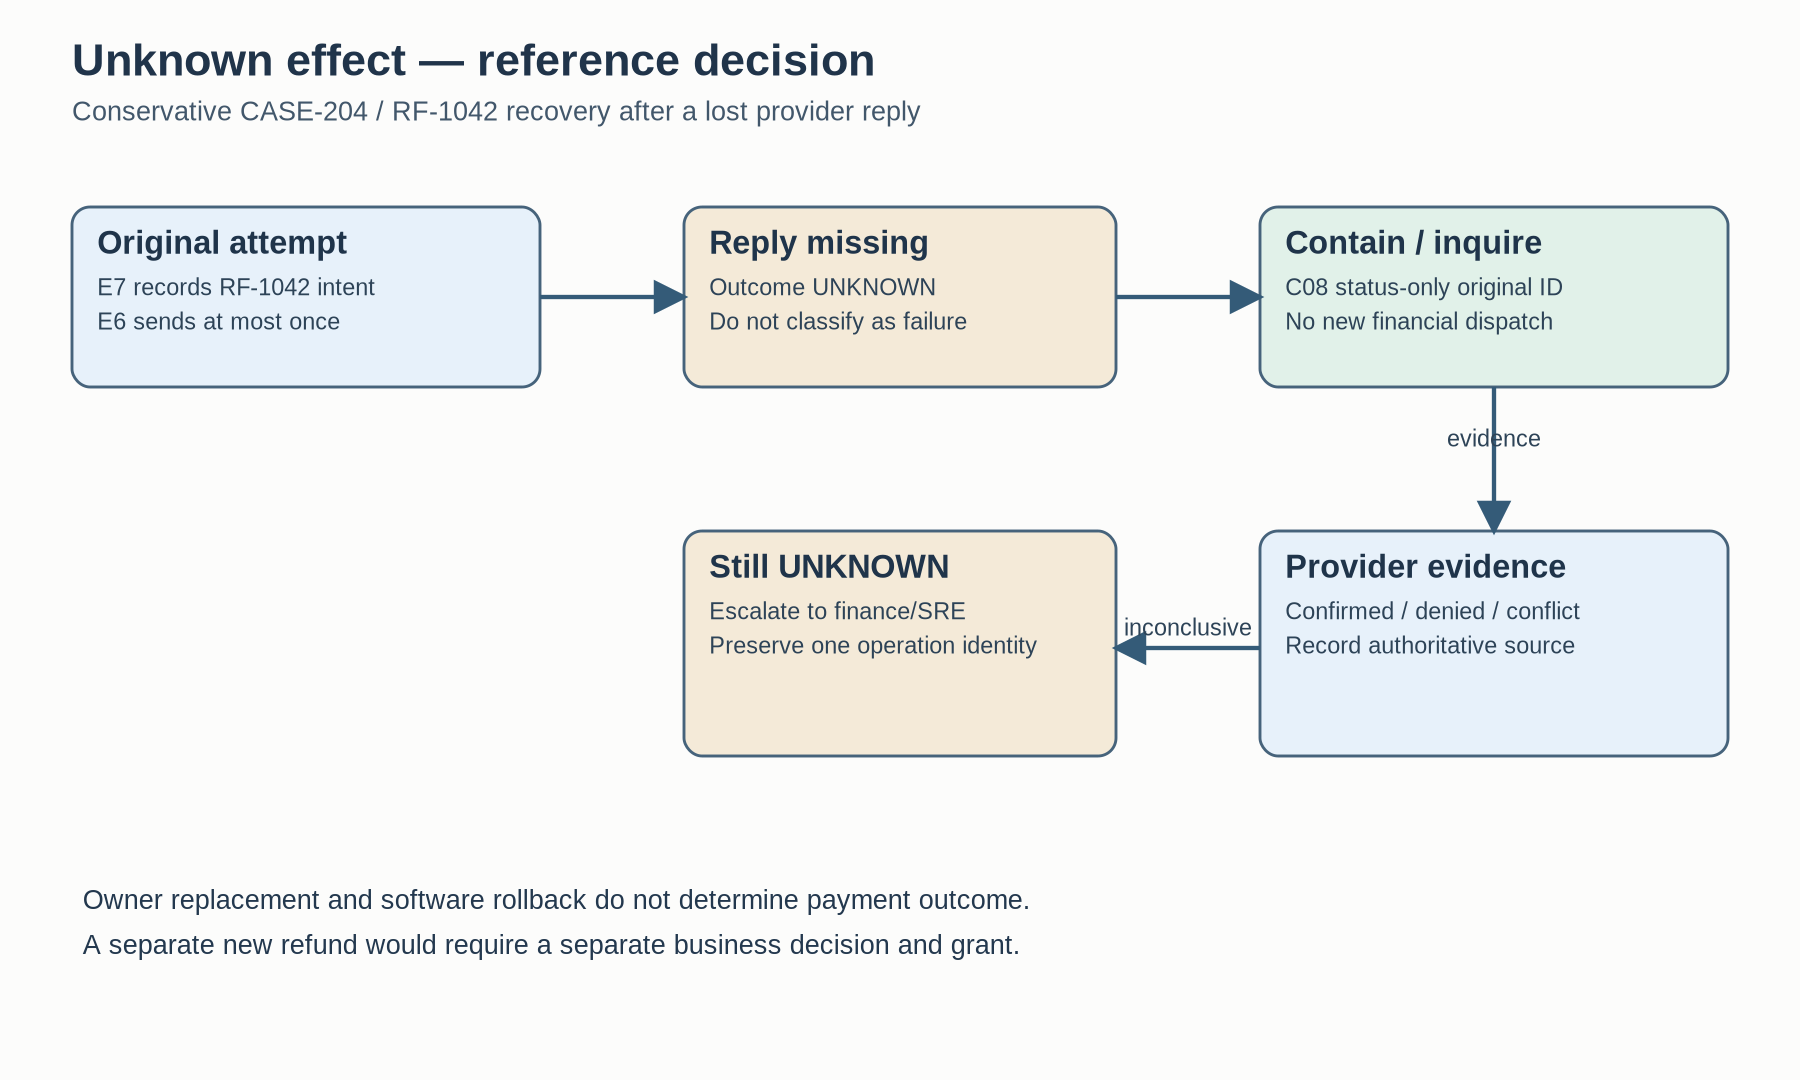 Unknown effect — reference decision
Conservative CASE-204 / RF-1042 recovery after a lost provider reply
Original attempt
E7 records RF-1042 intent
E6 sends at most once
Reply missing
Outcome UNKNOWN
Do not classify as failure
Contain / inquire
C08 status-only original ID
No new financial dispatch
evidence
Still UNKNOWN
Escalate to finance/SRE
Preserve one operation identity
inconclusive
Provider evidence
Confirmed / denied / conflict
Record authoritative source
Owner replacement and software rollback do not determine payment outcome.
A separate new refund would require a separate business decision and grant.